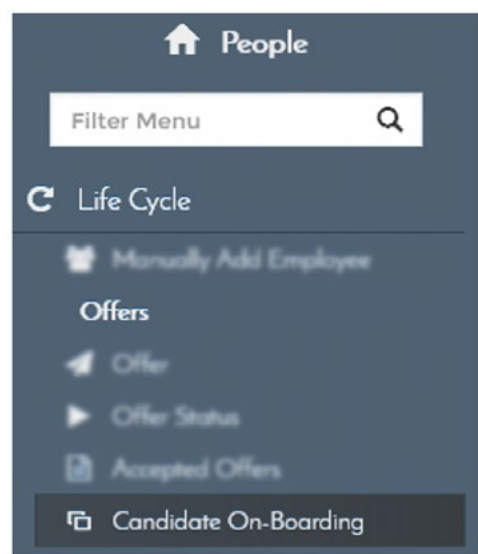 People
Filter Menu
Life Cycle
Manually Add Employee
Offers
Offer
Offer Status
Accepted Offers
Candidate On-Boarding